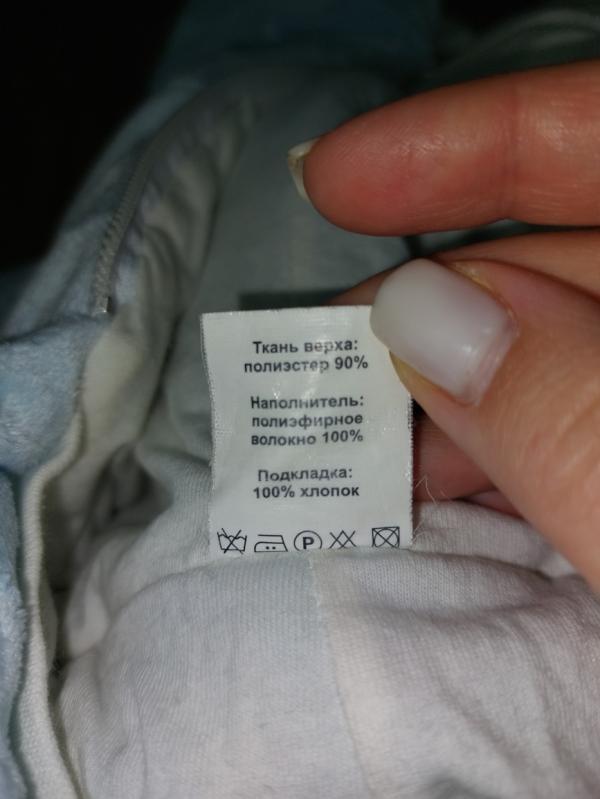 Ткань верха:
полиэстер 90%
Наполнитель:
полиэфирное
волокно 100%
Подкладка:
100% хлопок
P